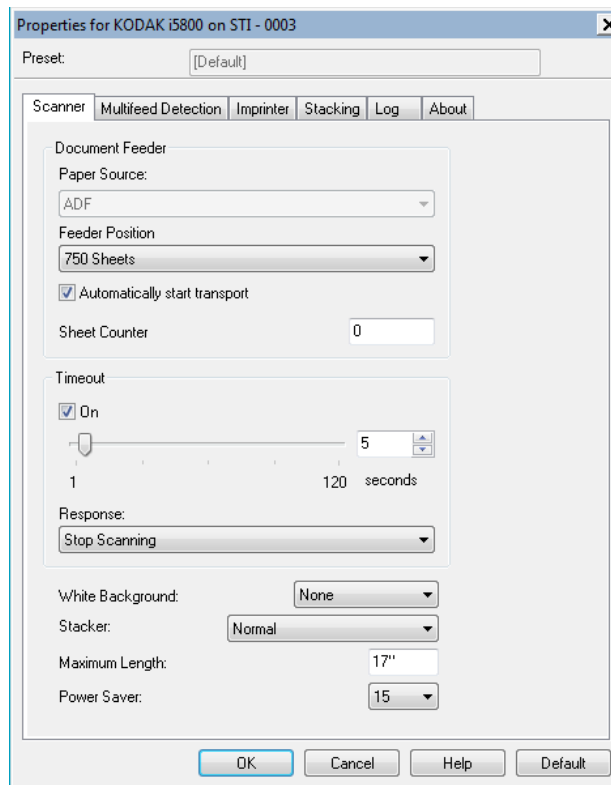 Properties for KODAK i5800 on STI - 0003
Preset: [Default]
Scanner Multifeed Detection Imprinter Stacking Log About
Document Feeder
Paper Source:
ADF
Feeder Position
750 Sheets
Automatically start transport
Sheet Counter 0
Timeout
On
5
1 120 seconds
Response:
Stop Scanning
White Background: None
Stacker: Normal
Maximum Length: 17"
Power Saver: 15
OK Cancel Help Default